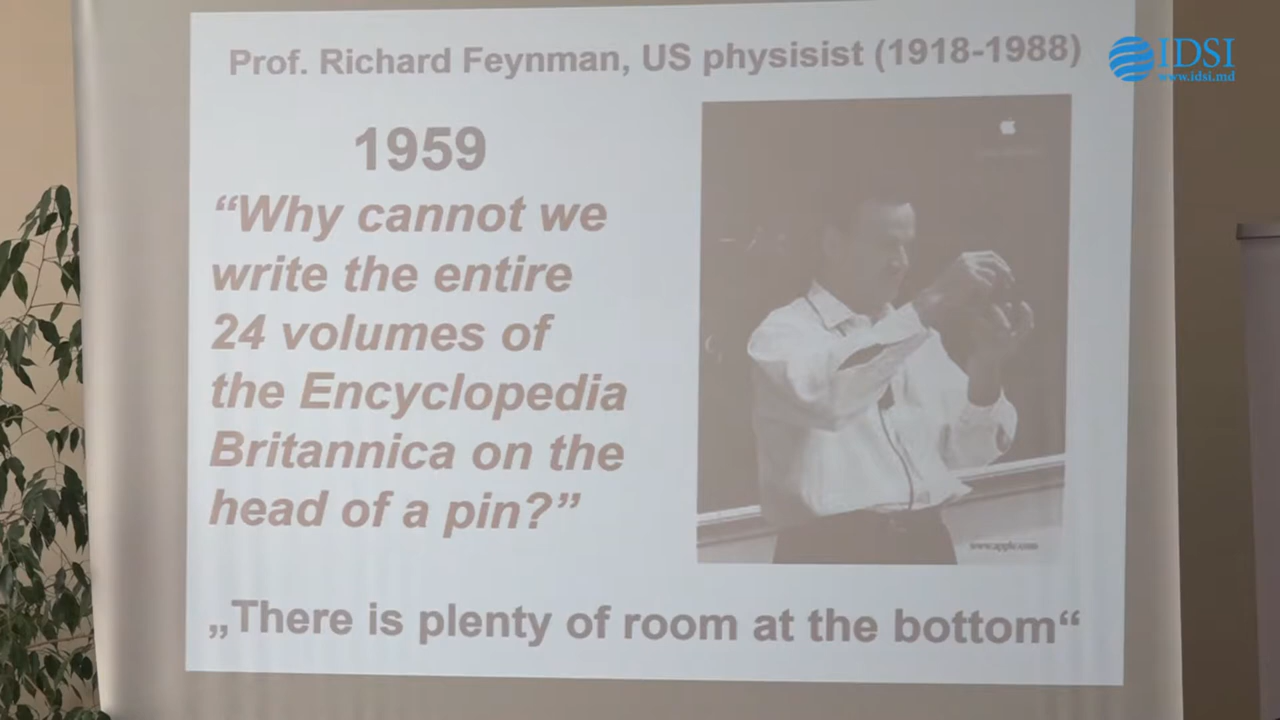 Prof. Richard Feynman, US physisist (1918-1988)
IDSI
www.idsi.md
1959
“Why cannot we
write the entire
24 volumes of
the Encyclopedia
Britannica on the
head of a pin?”
www.apple.com
„There is plenty of room at the bottom“